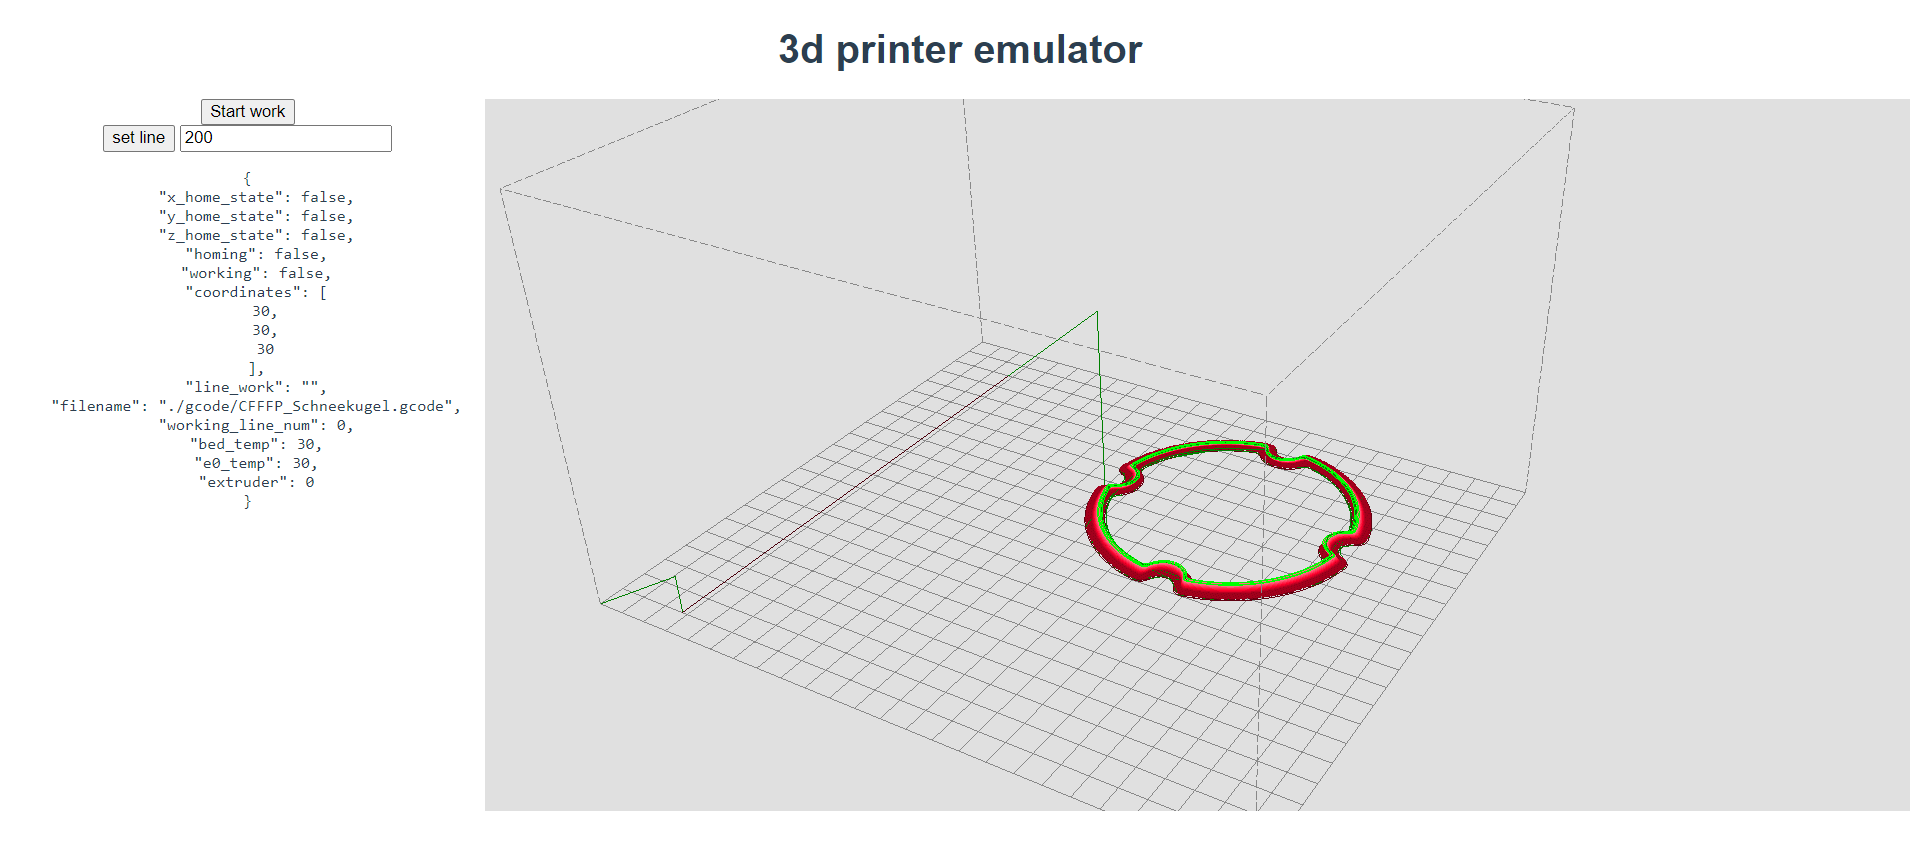 3d printer emulator
Start work
set line 200
{
"x_home_state": false,
"y_home_state": false,
"z_home_state": false,
"homing": false,
"working": false,
"coordinates": [
30,
30,
30
],
"line_work": "",
"filename": "./gcode/CFFFP_Schneekugel.gcode",
"working_line_num": 0,
"bed_temp": 30,
"e0_temp": 30,
"extruder": 0
}